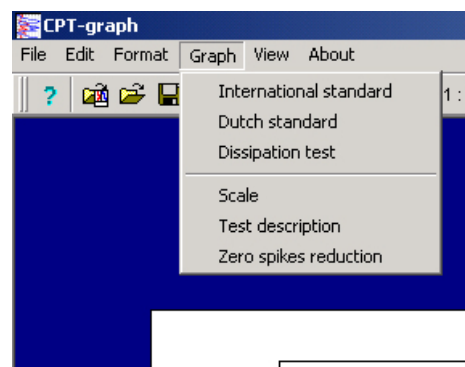 CPT-graph
File Edit Format Graph View About
? 1 :
International standard
Dutch standard
Dissipation test
Scale
Test description
Zero spikes reduction